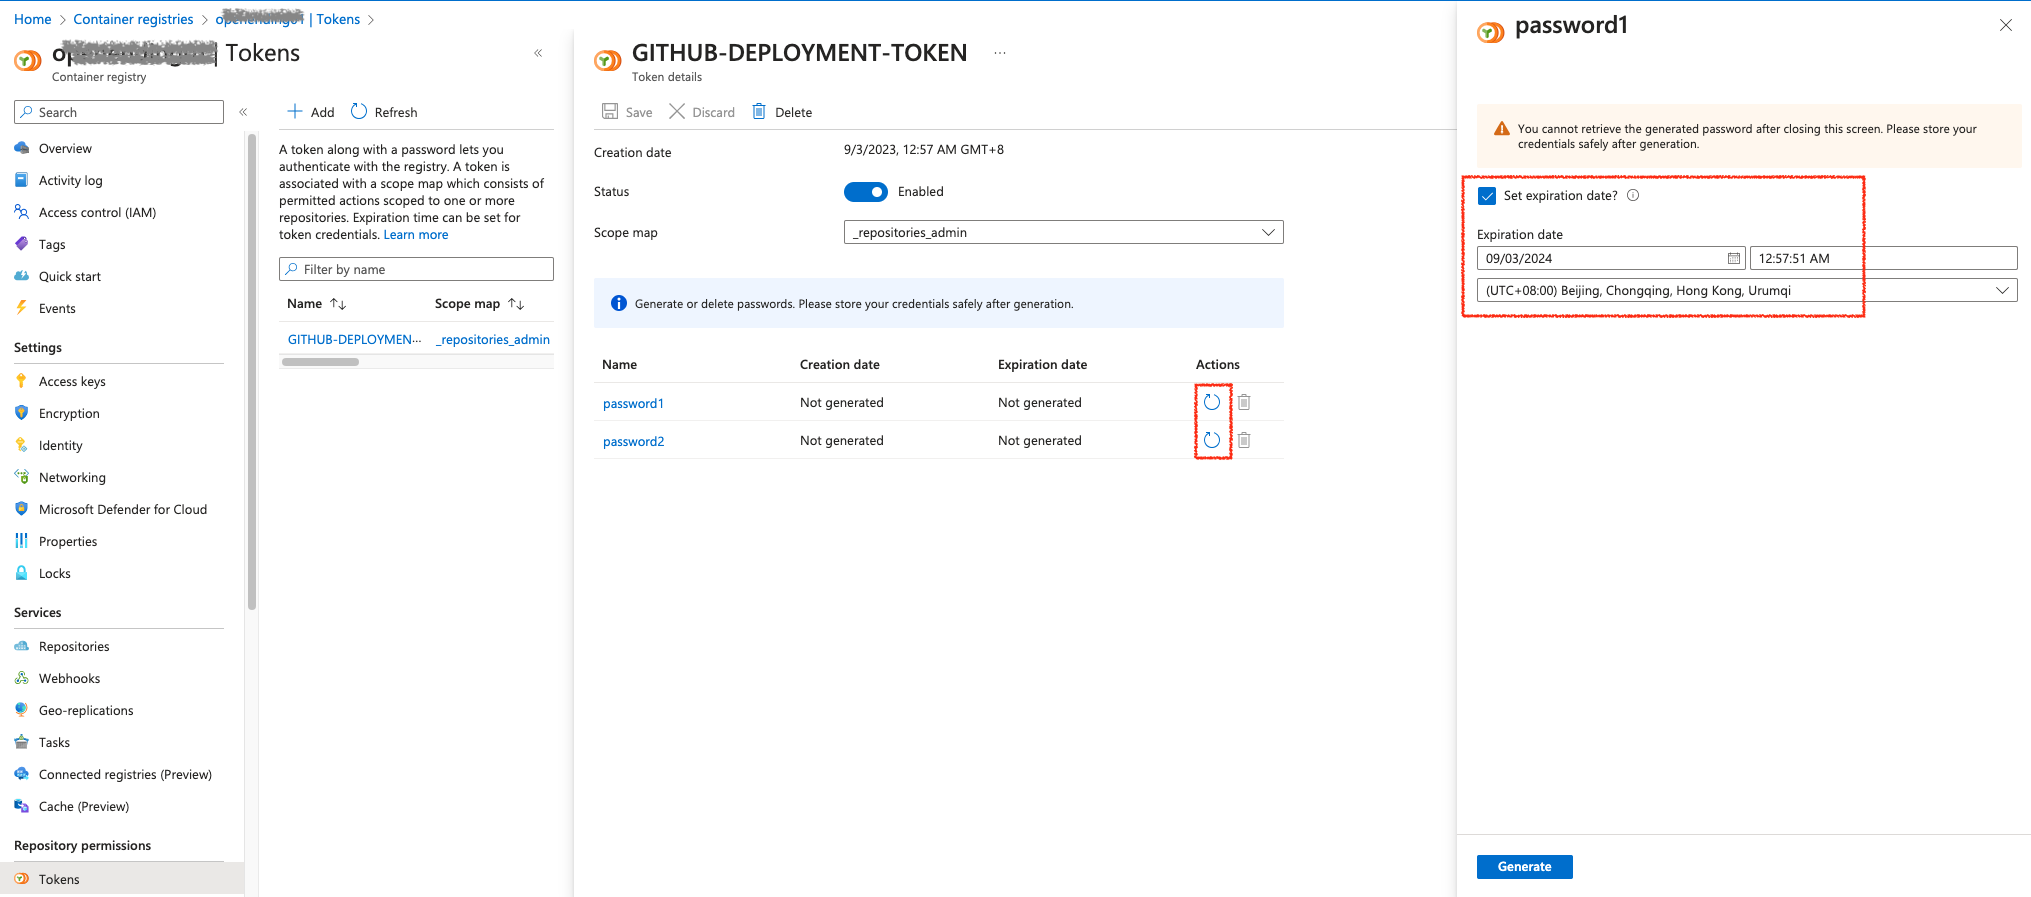 Home > Container registries > | Tokens >
| Tokens
Container registry
Search
Overview
Activity log
Access control (IAM)
Tags
Quick start
Events
Settings
Access keys
Encryption
Identity
Networking
Microsoft Defender for Cloud
Properties
Locks
Services
Repositories
Webhooks
Geo-replications
Tasks
Connected registries (Preview)
Cache (Preview)
Repository permissions
Tokens
Add Refresh
A token along with a password lets you
authenticate with the registry. A token is
associated with a scope map which consists of
permitted actions scoped to one or more
repositories. Expiration time can be set for
token credentials. Learn more
Filter by name
Name Scope map
GITHUB-DEPLOYMEN... _repositories_admin
GITHUB-DEPLOYMENT-TOKEN ...
Token details
Save Discard Delete
Creation date 9/3/2023, 12:57 AM GMT+8
Status Enabled
Scope map _repositories_admin
Generate or delete passwords. Please store your credentials safely after generation.
Name Creation date Expiration date Actions
password1 Not generated Not generated
password2 Not generated Not generated
password1
You cannot retrieve the generated password after closing this screen. Please store your
credentials safely after generation.
Set expiration date?
Expiration date
09/03/2024 12:57:51 AM
(UTC+08:00) Beijing, Chongqing, Hong Kong, Urumqi
Generate